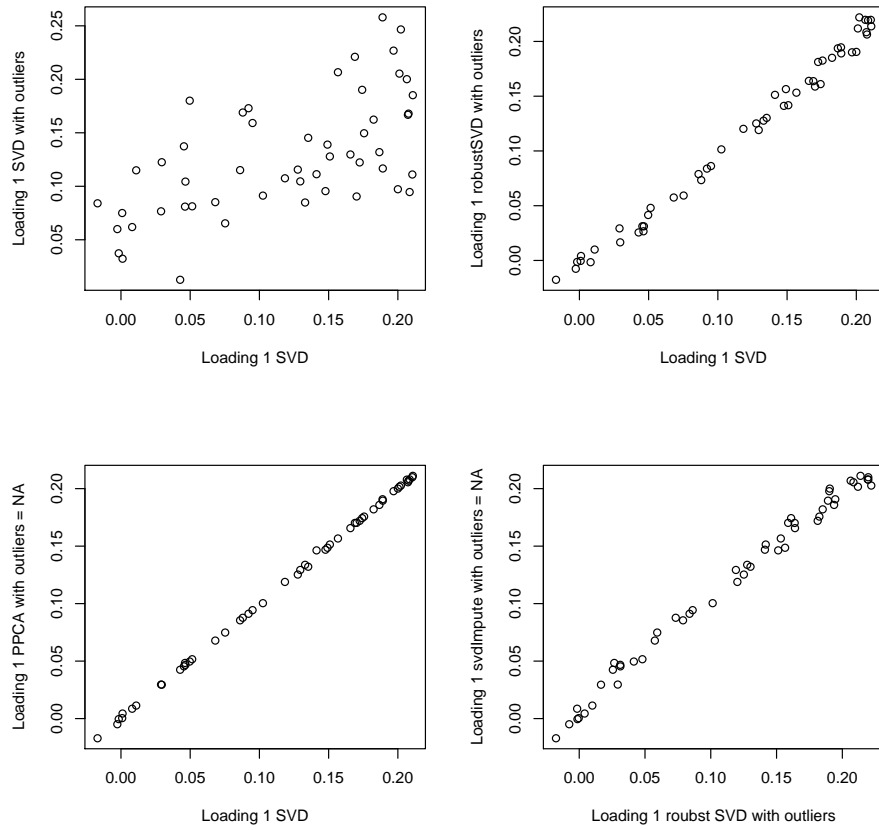 Loading 1 SVD with outliers
0.05 0.10 0.15 0.20 0.25
0.00 0.05 0.10 0.15 0.20
Loading 1 SVD
Loading 1 robustSVD with outliers
0.00 0.05 0.10 0.15 0.20
0.00 0.05 0.10 0.15 0.20
Loading 1 SVD
Loading 1 PPCA with outliers = NA
0.00 0.05 0.10 0.15 0.20
0.00 0.05 0.10 0.15 0.20
Loading 1 SVD
Loading 1 svdImpute with outliers = NA
0.00 0.05 0.10 0.15 0.20
0.00 0.05 0.10 0.15 0.20
Loading 1 roubst SVD with outliers